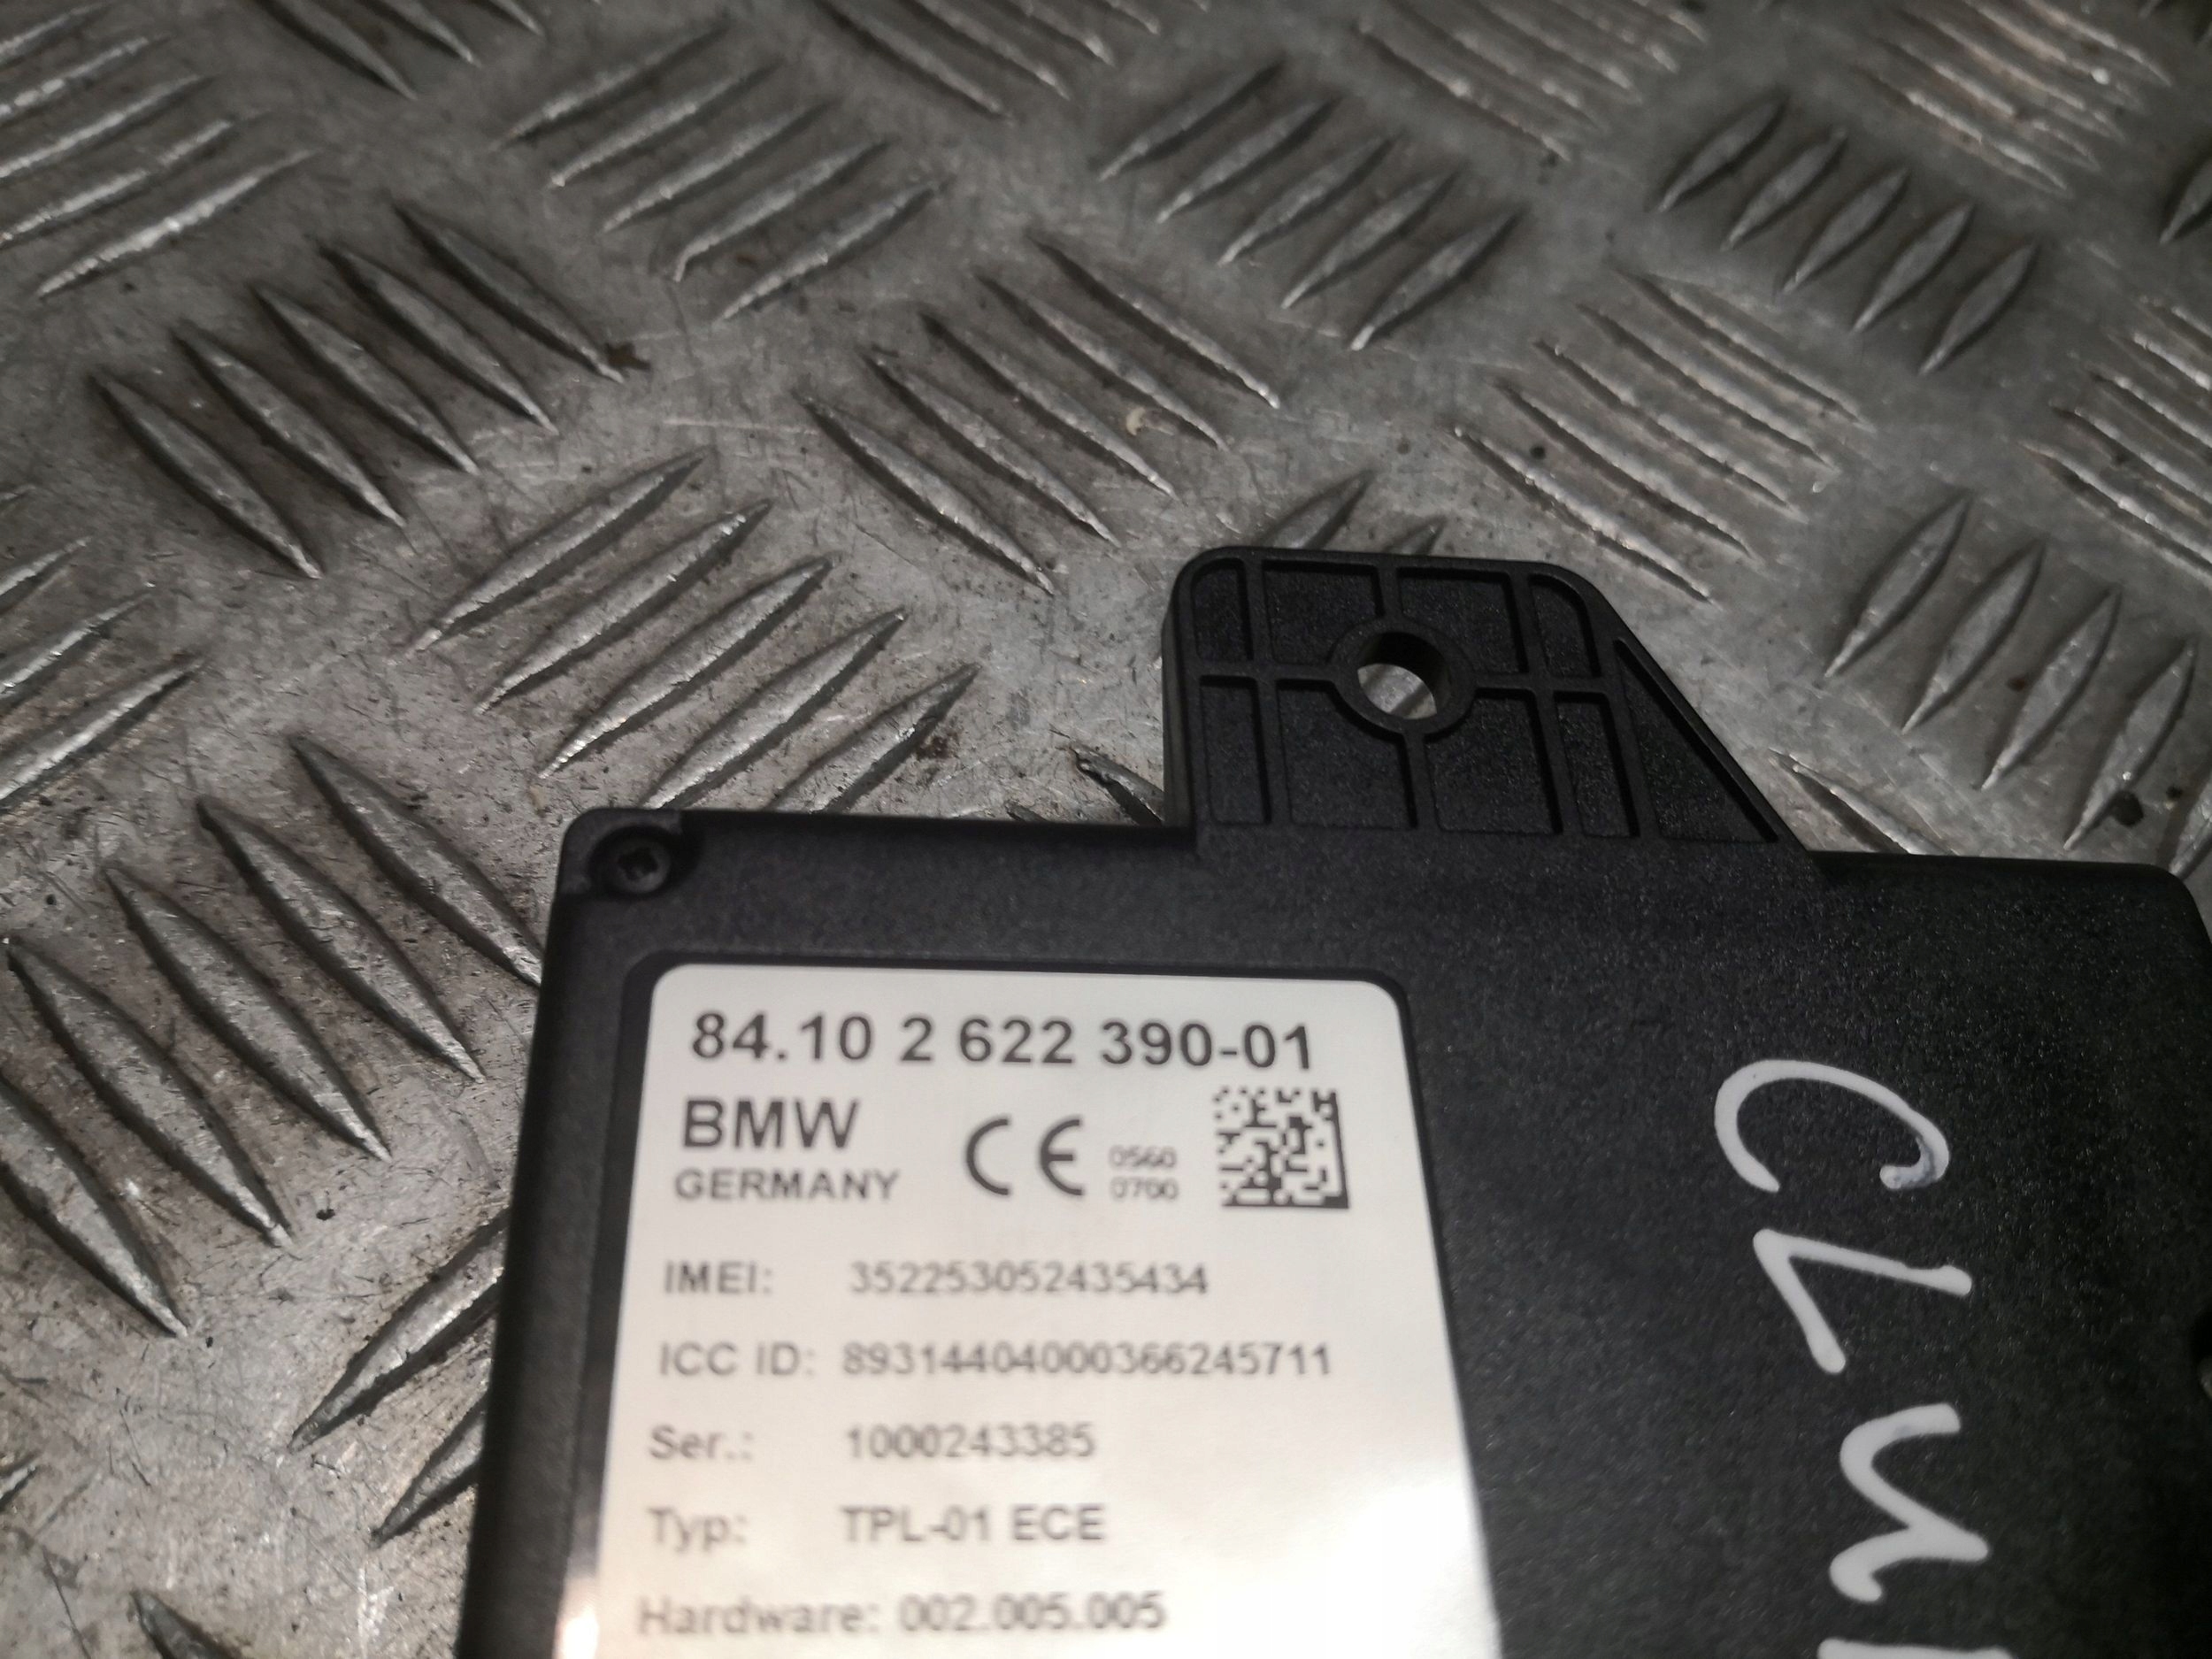 84.10 2 622 390-01
BMW
GERMANY
CE 0560
0700
IMEI: 352253052435434
ICC ID: 89314404000366245711
Ser.: 1000243385
Typ: TPL-01 ECE
Hardware: 002.005.005